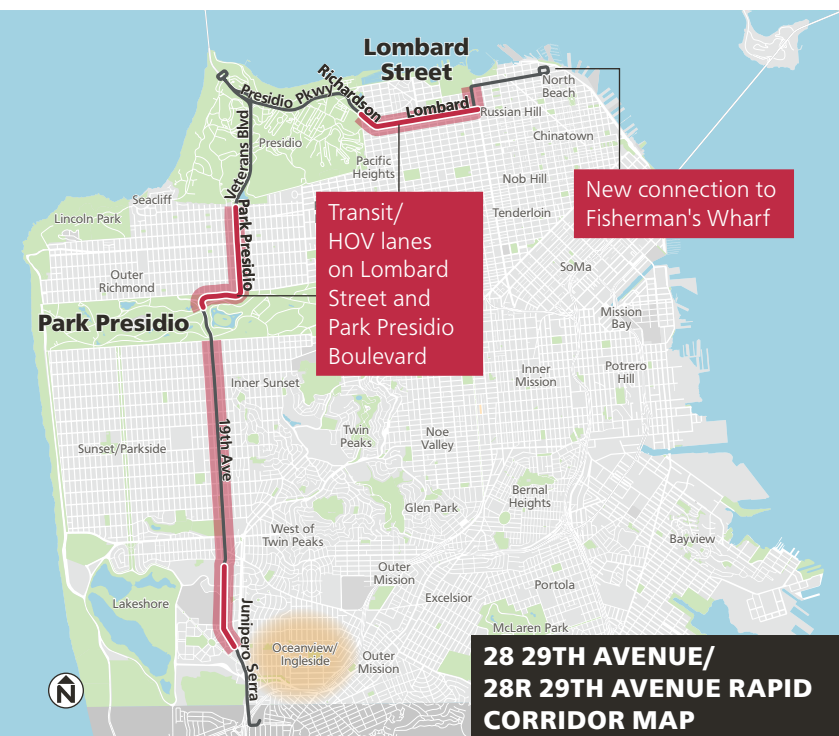 Lombard
Street
Richardson
Presidio Pkwy
Lombard
North
Beach
Russian Hill
Chinatown
Veterans Blvd
Presidio
Pacific
Heights
Nob Hill
Seacliff
Lincoln Park
Tenderloin
New connection to
Fisherman's Wharf
Transit/
HOV lanes
on Lombard
Street and
Park Presidio
Boulevard
Park Presidio
Outer
Richmond
SoMa
Park Presidio
Mission
Bay
Inner Sunset
Inner
Mission
Potrero
Hill
19th Ave
Twin
Peaks
Noe
Valley
Sunset/Parkside
Bernal
Heights
Glen Park
West of
Twin Peaks
Bayview
Outer
Mission
Portola
Excelsior
Lakeshore
Junipero Serra
McLaren Park
Oceanview/
Ingleside
Outer
Mission
N
28 29TH AVENUE/
28R 29TH AVENUE RAPID
CORRIDOR MAP